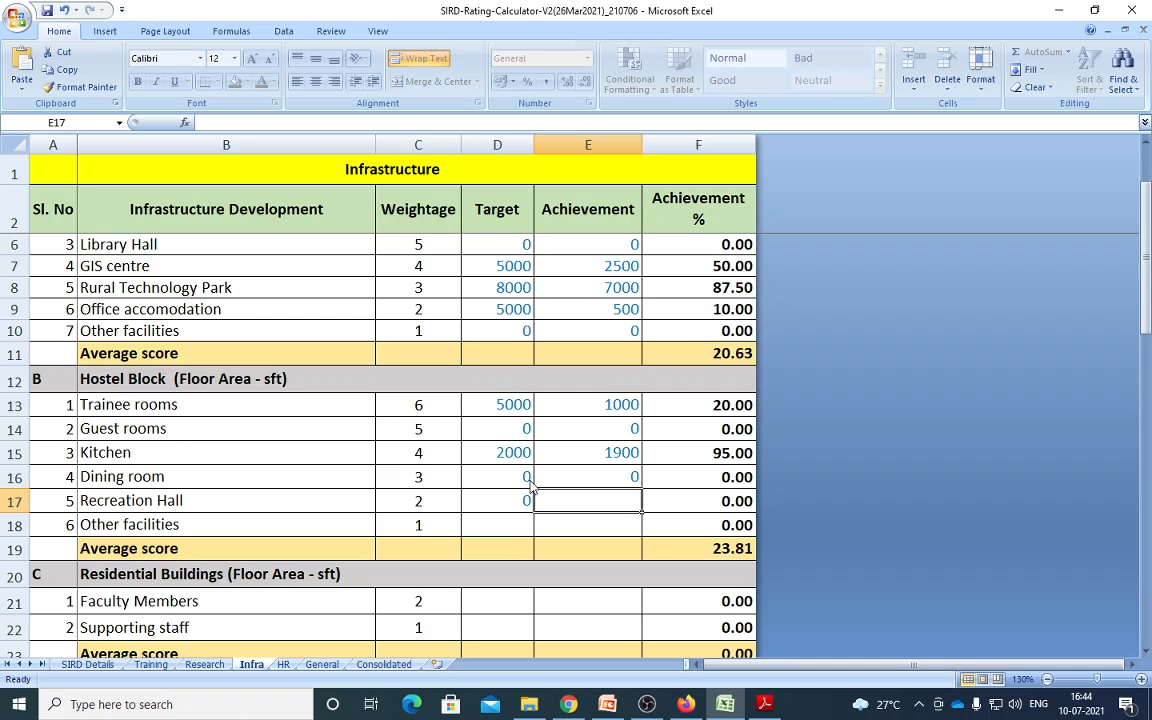 SIRD-Rating-Calculator-V2(26Mar2021)_210706 - Microsoft Excel
Home Insert Page Layout Formulas Data Review View
Paste Cut Copy Format Painter Clipboard
Calibri 12 B I U A A Font
Wrap Text Merge & Center Alignment
General % , Number
Conditional Formatting Format as Table Normal Bad Good Neutral Styles
Insert Delete Format Cells
AutoSum Fill Clear Sort & Filter Find & Select Editing
E17 fx
A B C D E F
1 Infrastructure
2 Sl. No Infrastructure Development Weightage Target Achievement Achievement %
6 3 Library Hall 5 0 0 0.00
7 4 GIS centre 4 5000 2500 50.00
8 5 Rural Technology Park 3 8000 7000 87.50
9 6 Office accomodation 2 5000 500 10.00
10 7 Other facilities 1 0 0 0.00
11 Average score 20.63
12 B Hostel Block (Floor Area - sft)
13 1 Trainee rooms 6 5000 1000 20.00
14 2 Guest rooms 5 0 0 0.00
15 3 Kitchen 4 2000 1900 95.00
16 4 Dining room 3 0 0 0.00
17 5 Recreation Hall 2 0 0.00
18 6 Other facilities 1 0.00
19 Average score 23.81
20 C Residential Buildings (Floor Area - sft)
21 1 Faculty Members 2 0.00
22 2 Supporting staff 1 0.00
23 Average score 0.00
SIRD Details Training Research Infra HR General Consolidated
Ready 130%
Type here to search 27°C ENG 16:44
10-07-2021